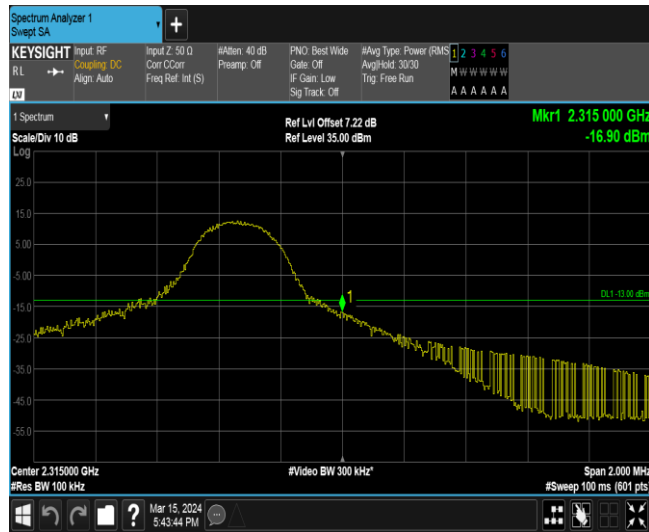 Spectrum Analyzer 1
Swept SA
+
KEYSIGHT
RL
LXI
Input: RF
Coupling: DC
Align: Auto
Input Z: 50 Ω
Corr CCorr
Freq Ref: Int (S)
#Atten: 40 dB
Preamp: Off
PNO: Best Wide
Gate: Off
IF Gain: Low
Sig Track: Off
#Avg Type: Power (RMS
Avg|Hold: 30/30
Trig: Free Run
1 2 3 4 5 6
M W W W W W
A A A A A A
1 Spectrum
Scale/Div 10 dB
Ref Lvl Offset 7.22 dB
Ref Level 35.00 dBm
Mkr1 2.315 000 GHz
-16.90 dBm
Log
25.0
15.0
5.00
-5.00
-15.0
-25.0
-35.0
-45.0
-55.0
1
DL1 -13.00 dBm
Center 2.315000 GHz
#Res BW 100 kHz
#Video BW 300 kHz*
Span 2.000 MHz
#Sweep 100 ms (601 pts)
?
Mar 15, 2024
5:43:44 PM